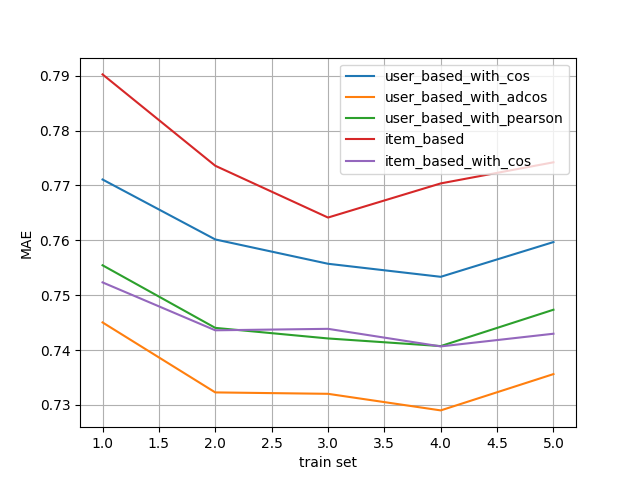 0.79
0.78
0.77
0.76
0.75
0.74
0.73
MAE
user_based_with_cos
user_based_with_adcos
user_based_with_pearson
item_based
item_based_with_cos
1.0 1.5 2.0 2.5 3.0 3.5 4.0 4.5 5.0
train set